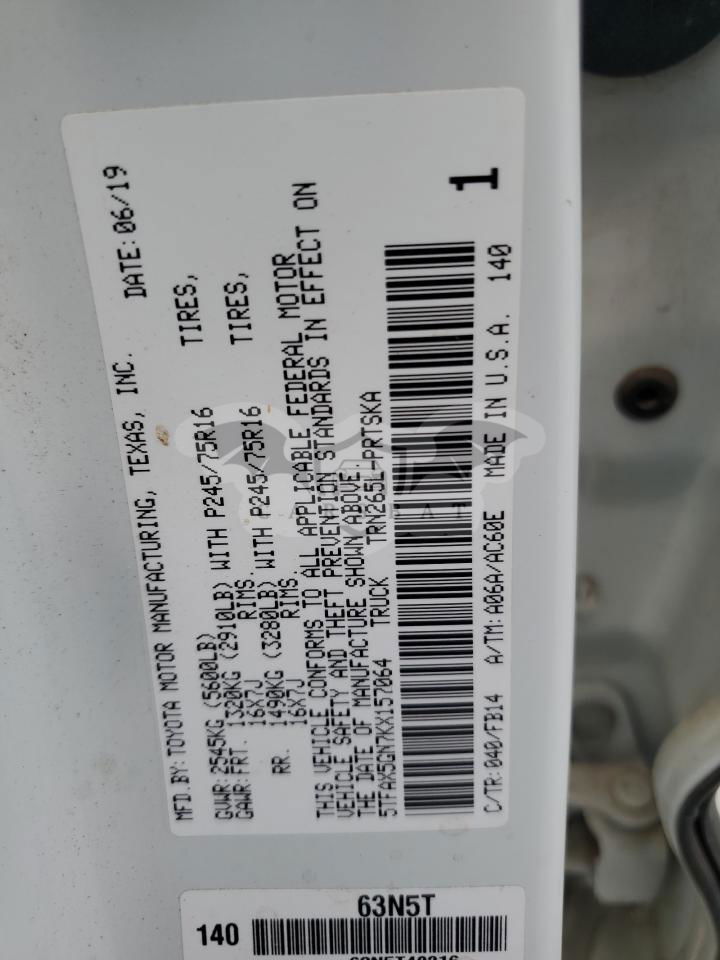 MFD.BY:TOYOTA MOTOR MANUFACTURING, TEXAS, INC. DATE:06/19
GVWR:2545KG (5600LB)
GAWR:FRT. 1320KG (2910LB) WITH P245/75R16 TIRES,
16X7J RIMS.
RR. 1490KG (3280LB) WITH P245/75R16 TIRES,
16X7J RIMS.
THIS VEHICLE CONFORMS TO ALL APPLICABLE FEDERAL MOTOR
VEHICLE SAFETY AND THEFT PREVENTION STANDARDS IN EFFECT ON
THE DATE OF MANUFACTURE SHOWN ABOVE.
5TFAX5GN7KX157064 TRUCK TRN265L-PRTSKA
1
C/TR:040/FB14 A/TM:A06A/AC60E MADE IN U.S.A. 140
63N5T
140